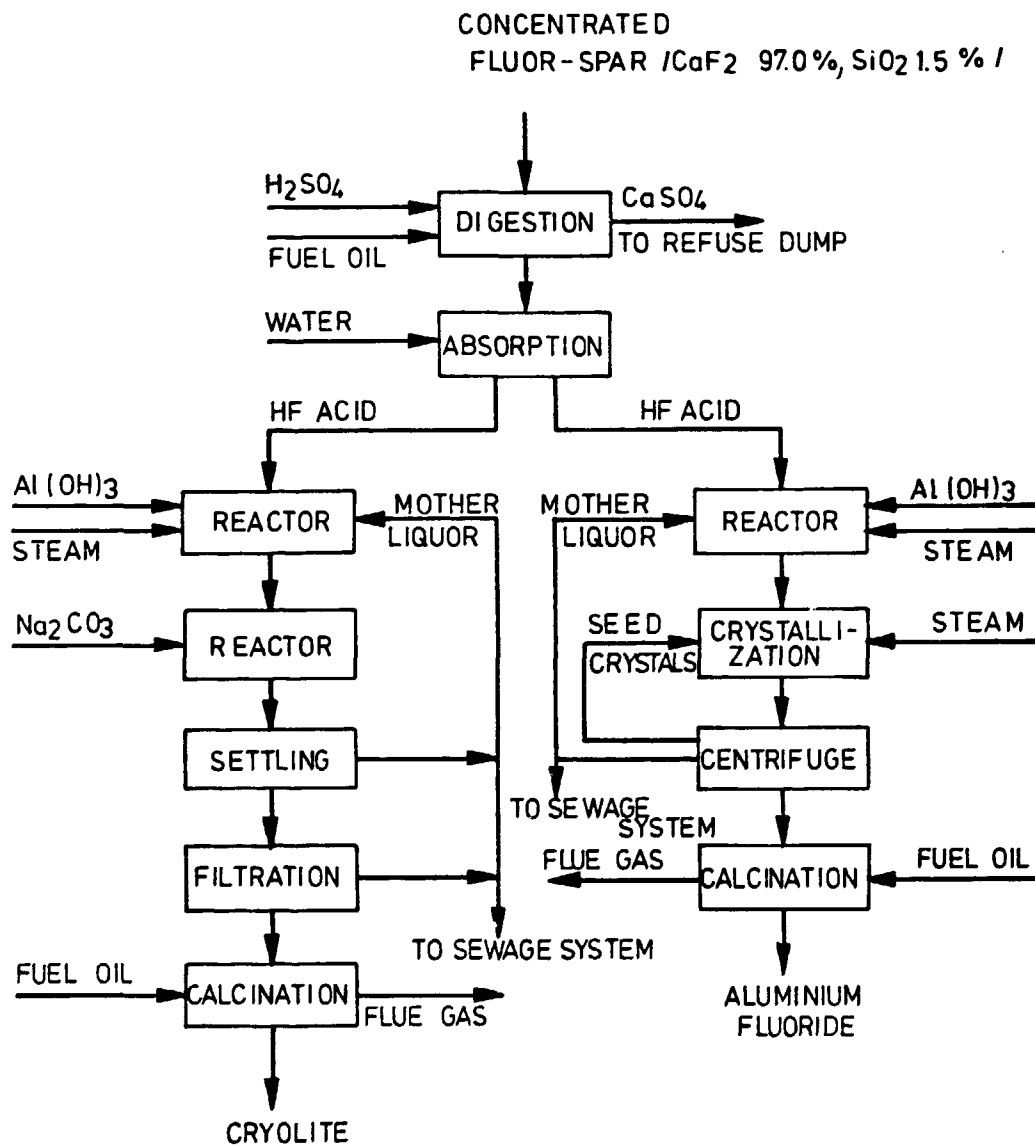 CONCENTRATED
FLUOR-SPAR /CaF2 97.0%, SiO2 1.5 % /
H2SO4
FUEL OIL
DIGESTION
CaSO4
TO REFUSE DUMP
WATER
ABSORPTION
HF ACID
HF ACID
Al(OH)3
STEAM
REACTOR
MOTHER
LIQUOR
MOTHER
LIQUOR
REACTOR
Al(OH)3
STEAM
Na2CO3
REACTOR
SEED
CRYSTALS
CRYSTALLI-
ZATION
STEAM
SETTLING
CENTRIFUGE
TO SEWAGE
SYSTEM
FILTRATION
FLUE GAS
CALCINATION
FUEL OIL
TO SEWAGE SYSTEM
FUEL OIL
CALCINATION
FLUE GAS
ALUMINIUM
FLUORIDE
CRYOLITE